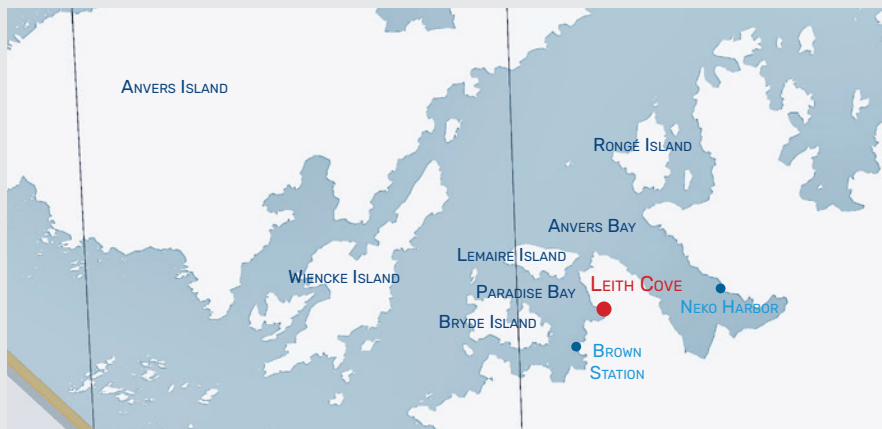 Anvers Island
Rongé Island
Anvers Bay
Lemaire Island
Wiencke Island
Leith Cove
Paradise Bay
Neko Harbor
Bryde Island
Brown
Station